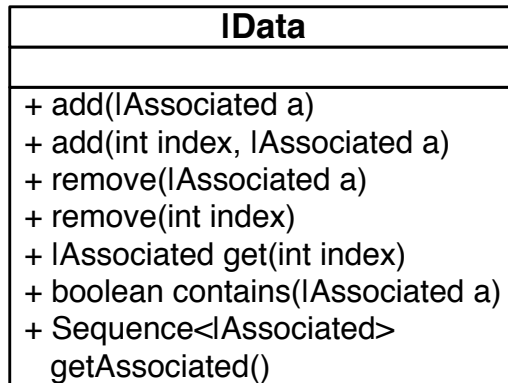 IData
+ add(IAssociated a)
+ add(int index, IAssociated a)
+ remove(IAssociated a)
+ remove(int index)
+ IAssociated get(int index)
+ boolean contains(IAssociated a)
+ Sequence<IAssociated>
getAssociated()